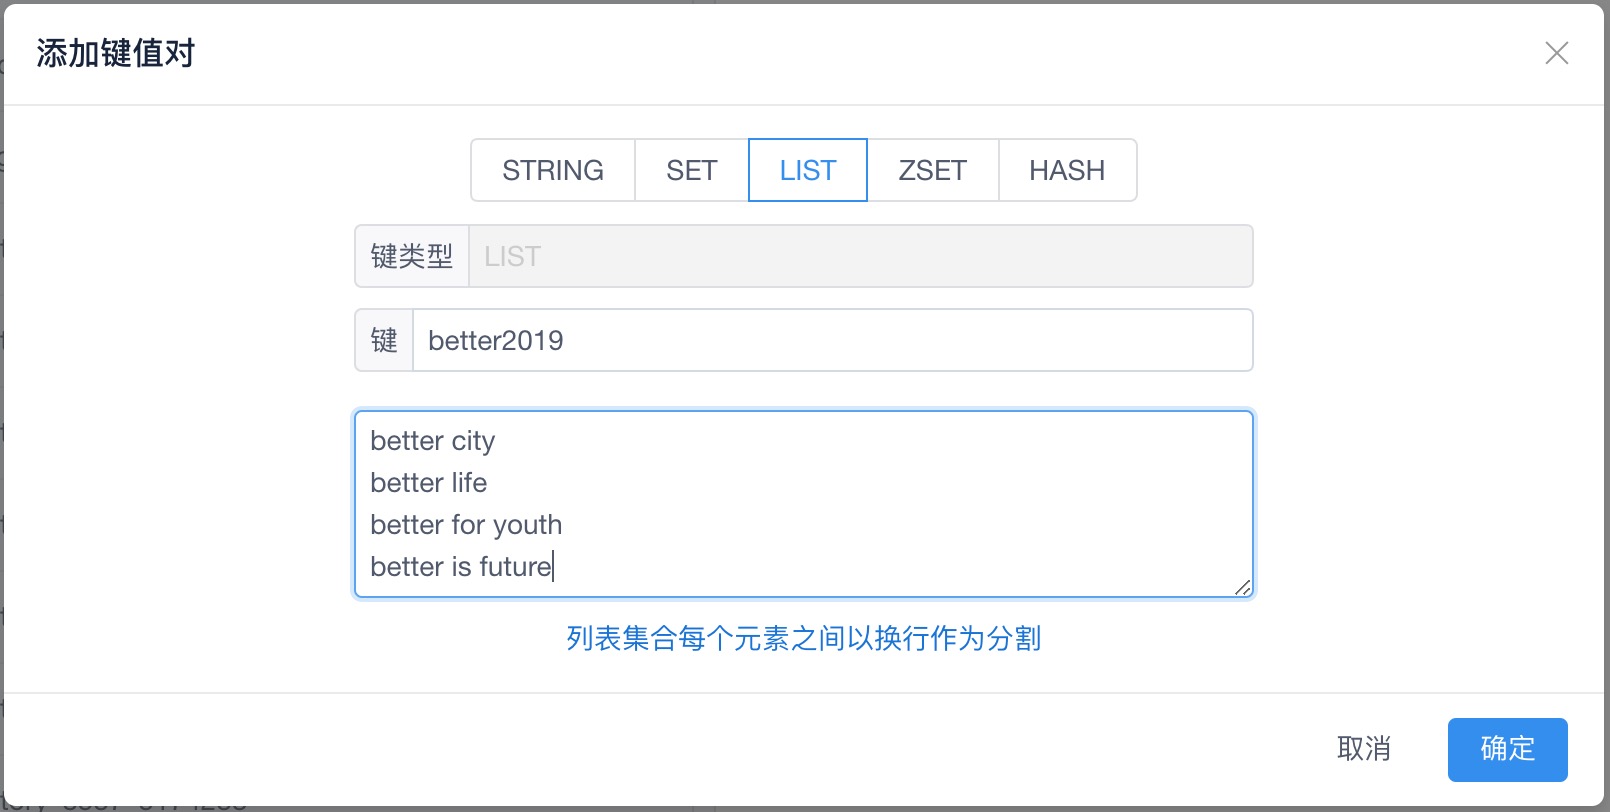 添加键值对
STRING SET LIST ZSET HASH
键类型 LIST
键 better2019
better city
better life
better for youth
better is future
列表集合每个元素之间以换行作为分割
取消 确定